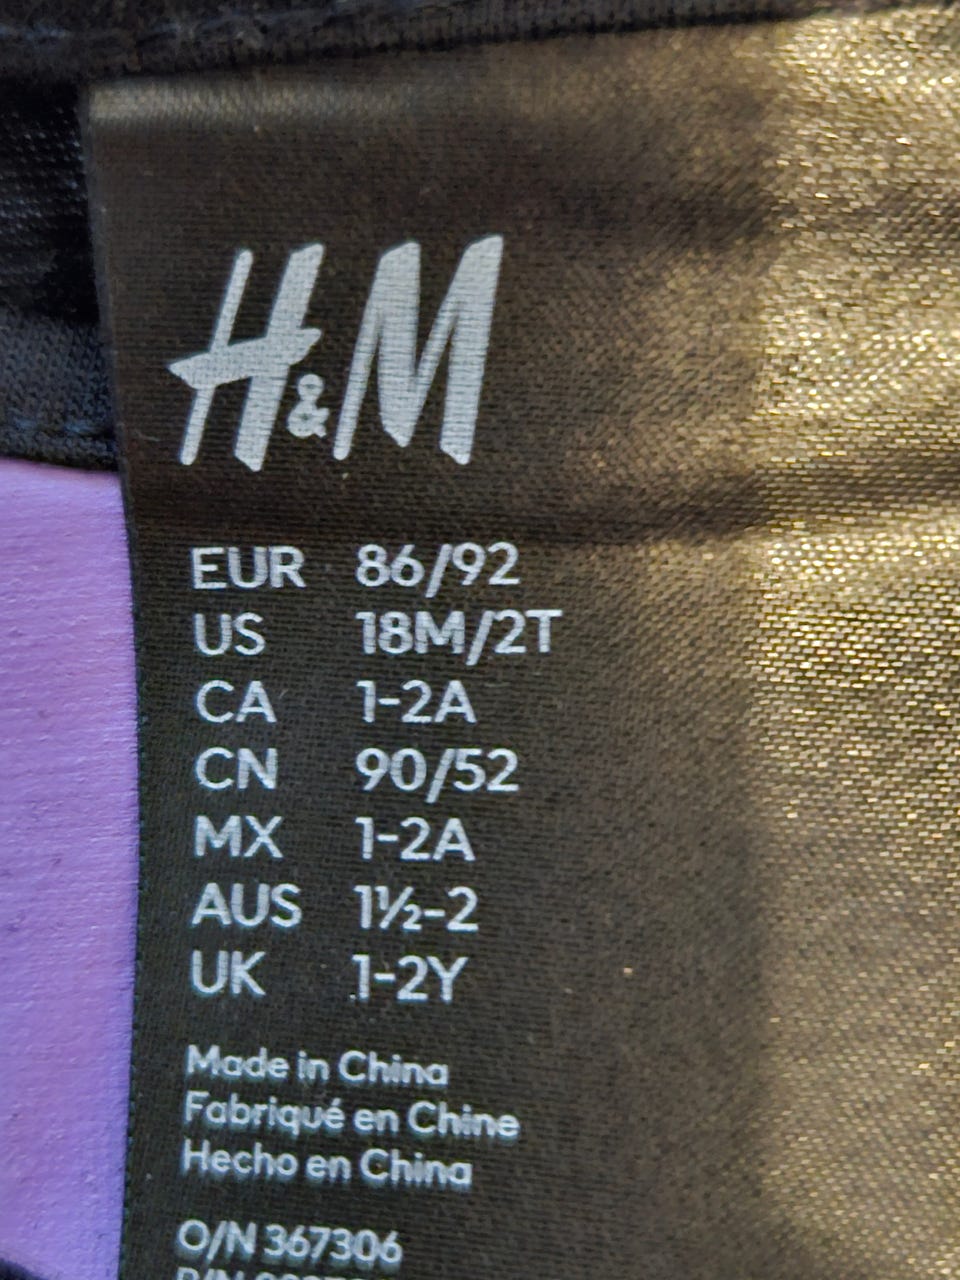 H&M
EUR 86/92
US 18M/2T
CA 1-2A
CN 90/52
MX 1-2A
AUS 1½-2
UK 1-2Y
Made in China
Fabriqué en Chine
Hecho en China
O/N 367306